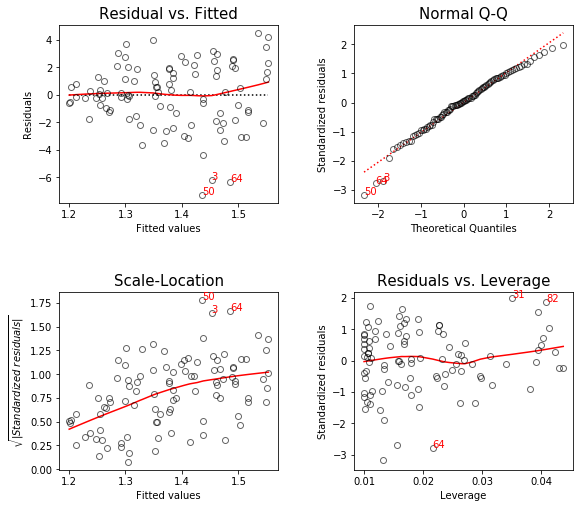 Residual vs. Fitted
Residuals
4
2
0
−2
−4
−6
3
64
50
1.2 1.3 1.4 1.5
Fitted values
Normal Q-Q
Standardized residuals
2
1
0
−1
−2
−3
64 3
50
−2 −1 0 1 2
Theoretical Quantiles
Scale-Location
√|Standardized residuals|
1.75
1.50
1.25
1.00
0.75
0.50
0.25
0.00
50
3
64
1.2 1.3 1.4 1.5
Fitted values
Residuals vs. Leverage
Standardized residuals
2
1
0
−1
−2
−3
31
82
64
0.01 0.02 0.03 0.04
Leverage